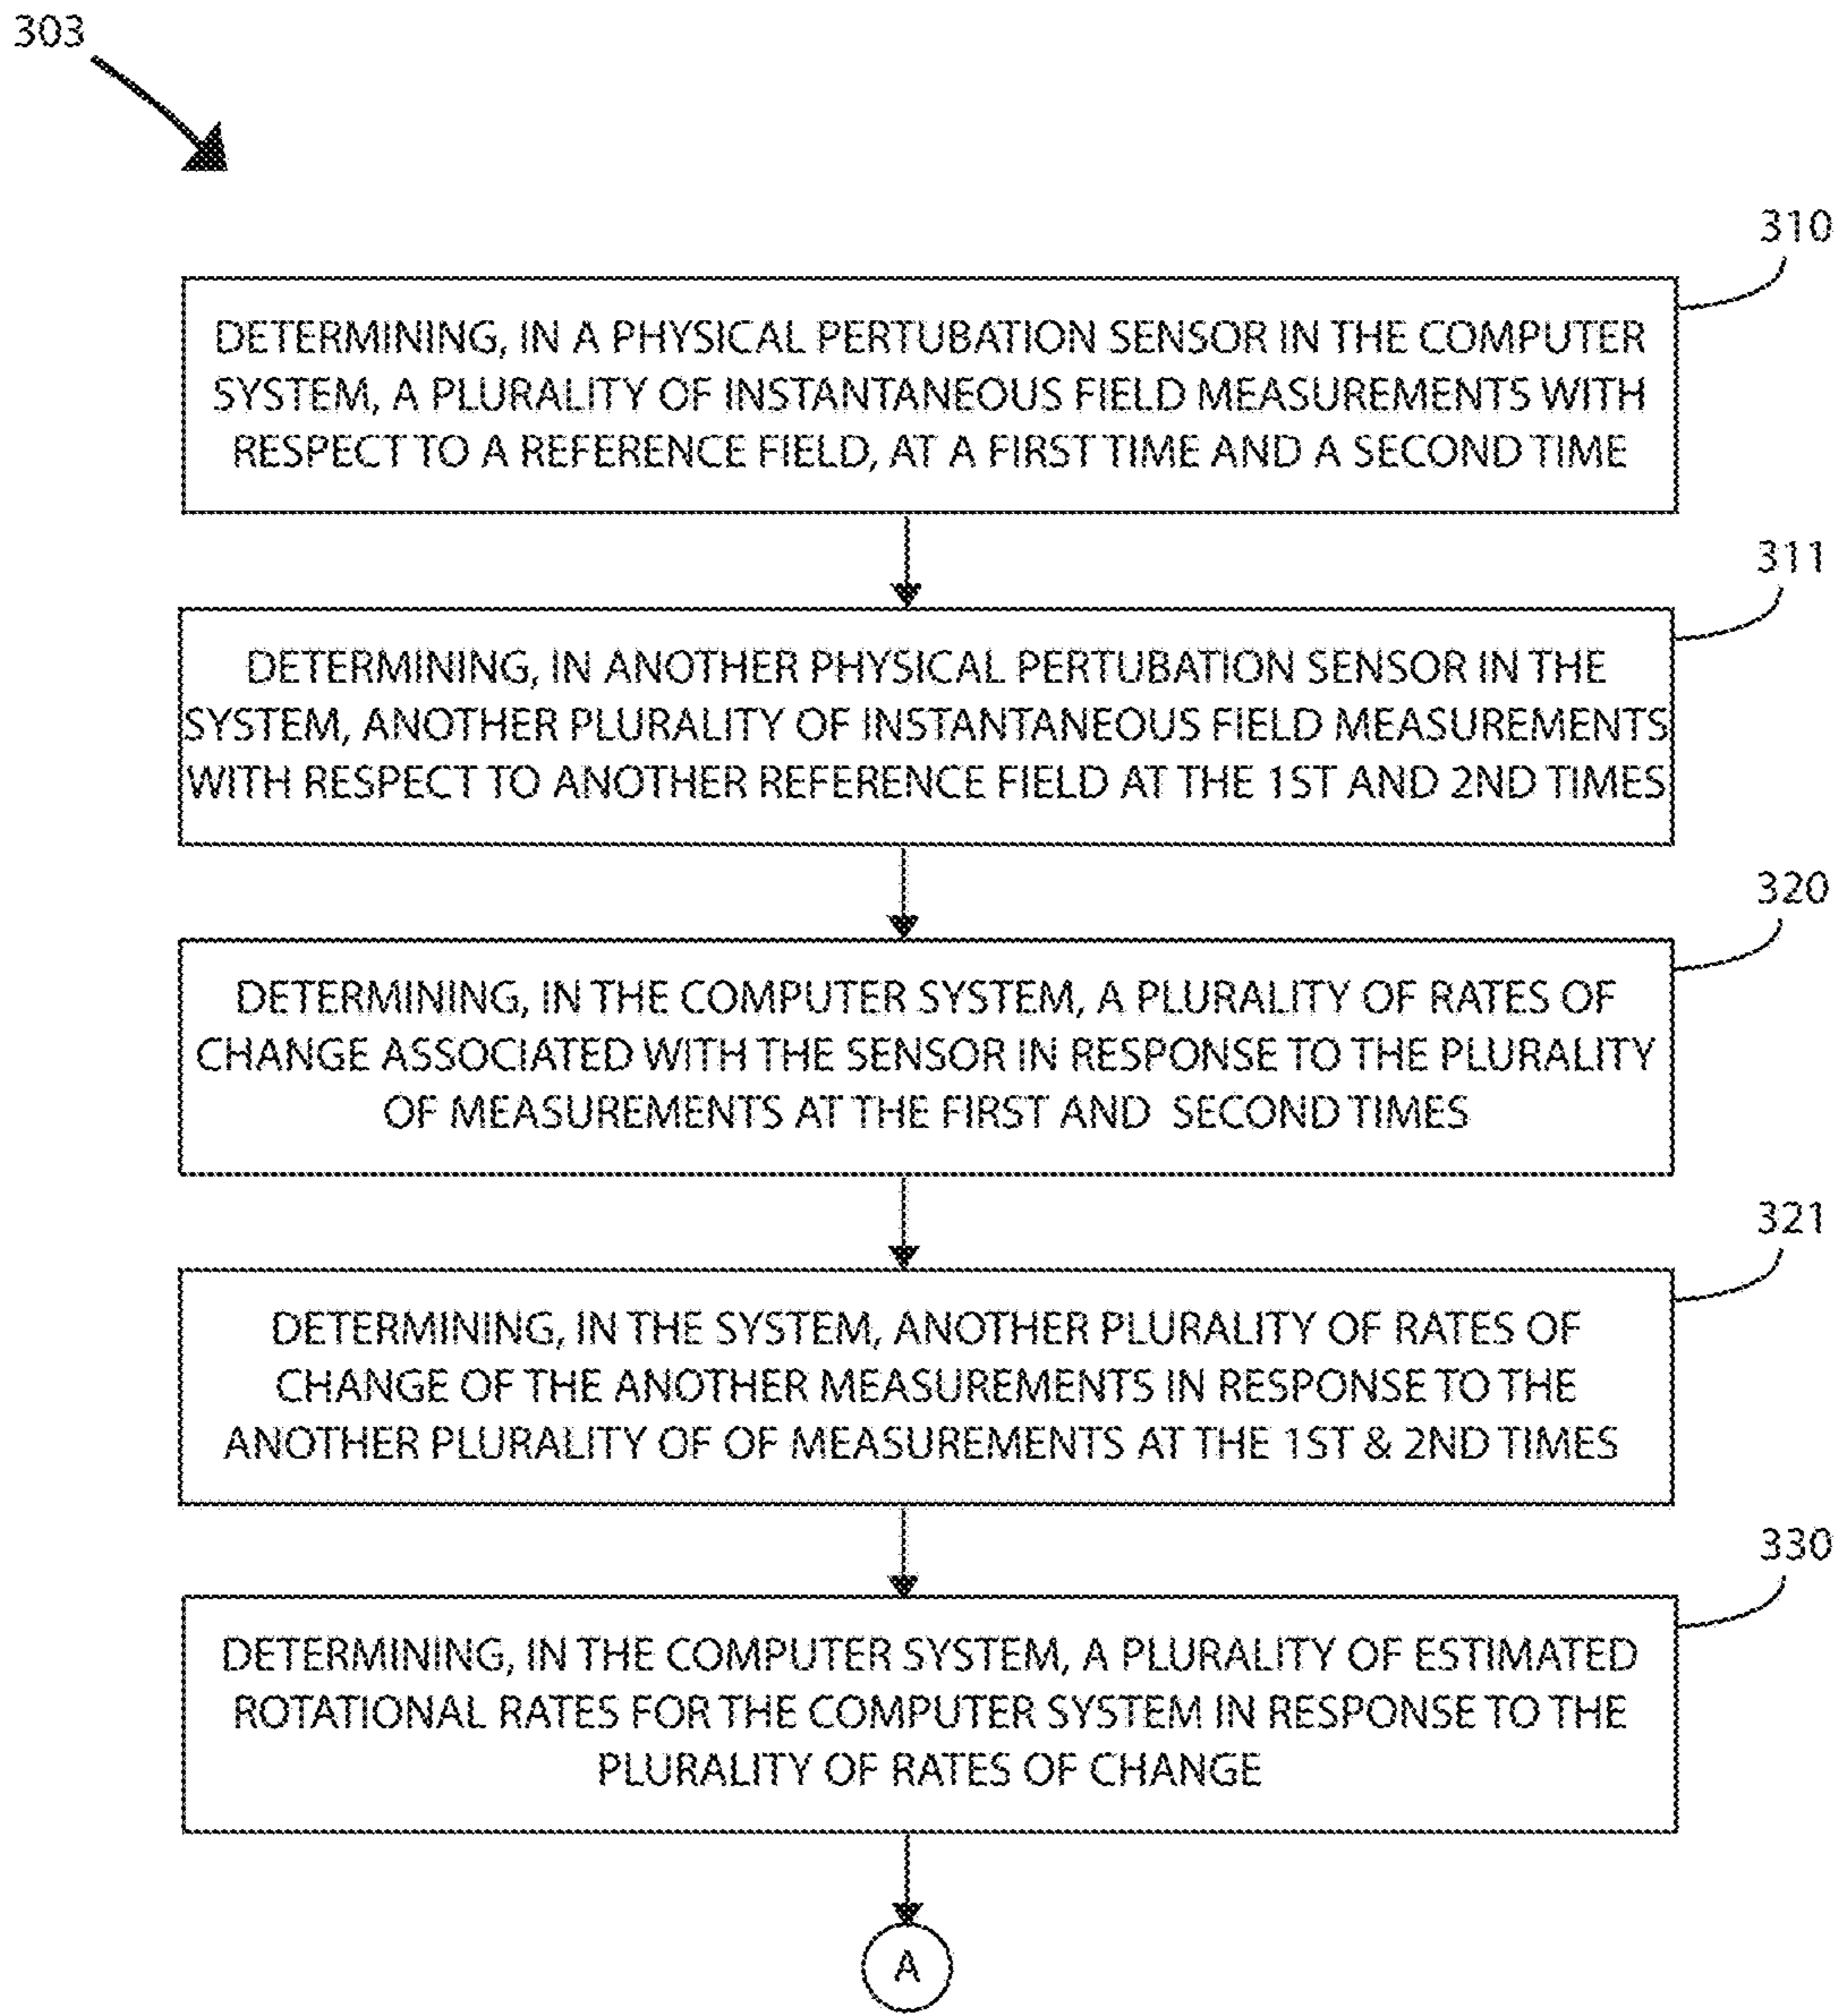 303
310
DETERMINING, IN A PHYSICAL PERTUBATION SENSOR IN THE COMPUTER
SYSTEM, A PLURALITY OF INSTANTANEOUS FIELD MEASUREMENTS WITH
RESPECT TO A REFERENCE FIELD, AT A FIRST TIME AND A SECOND TIME
311
DETERMINING, IN ANOTHER PHYSICAL PERTUBATION SENSOR IN THE
SYSTEM, ANOTHER PLURALITY OF INSTANTANEOUS FIELD MEASUREMENTS
WITH RESPECT TO ANOTHER REFERENCE FIELD AT THE 1ST AND 2ND TIMES
320
DETERMINING, IN THE COMPUTER SYSTEM, A PLURALITY OF RATES OF
CHANGE ASSOCIATED WITH THE SENSOR IN RESPONSE TO THE PLURALITY
OF MEASUREMENTS AT THE FIRST AND SECOND TIMES
321
DETERMINING, IN THE SYSTEM, ANOTHER PLURALITY OF RATES OF
CHANGE OF THE ANOTHER MEASUREMENTS IN RESPONSE TO THE
ANOTHER PLURALITY OF OF MEASUREMENTS AT THE 1ST & 2ND TIMES
330
DETERMINING, IN THE COMPUTER SYSTEM, A PLURALITY OF ESTIMATED
ROTATIONAL RATES FOR THE COMPUTER SYSTEM IN RESPONSE TO THE
PLURALITY OF RATES OF CHANGE
A